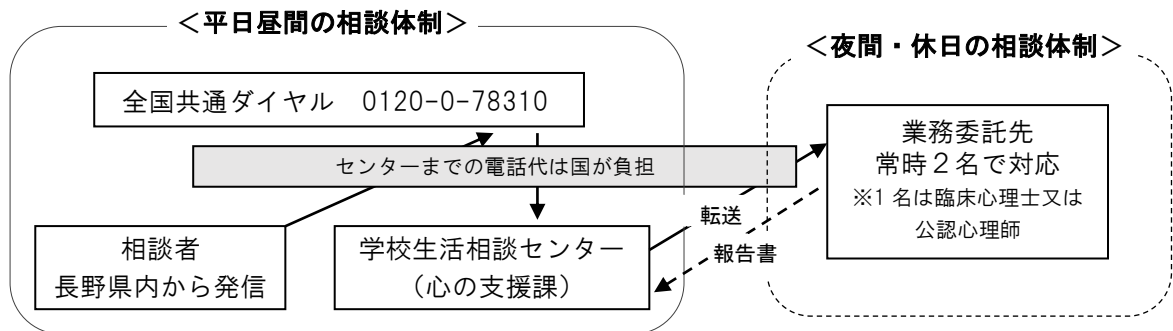 ＜平日昼間の相談体制＞
全国共通ダイヤル　0120-0-78310
センターまでの電話代は国が負担
相談者
長野県内から発信
学校生活相談センター
（心の支援課）
転送
報告書
＜夜間・休日の相談体制＞
業務委託先
常時２名で対応
※1 名は臨床心理士又は
公認心理師